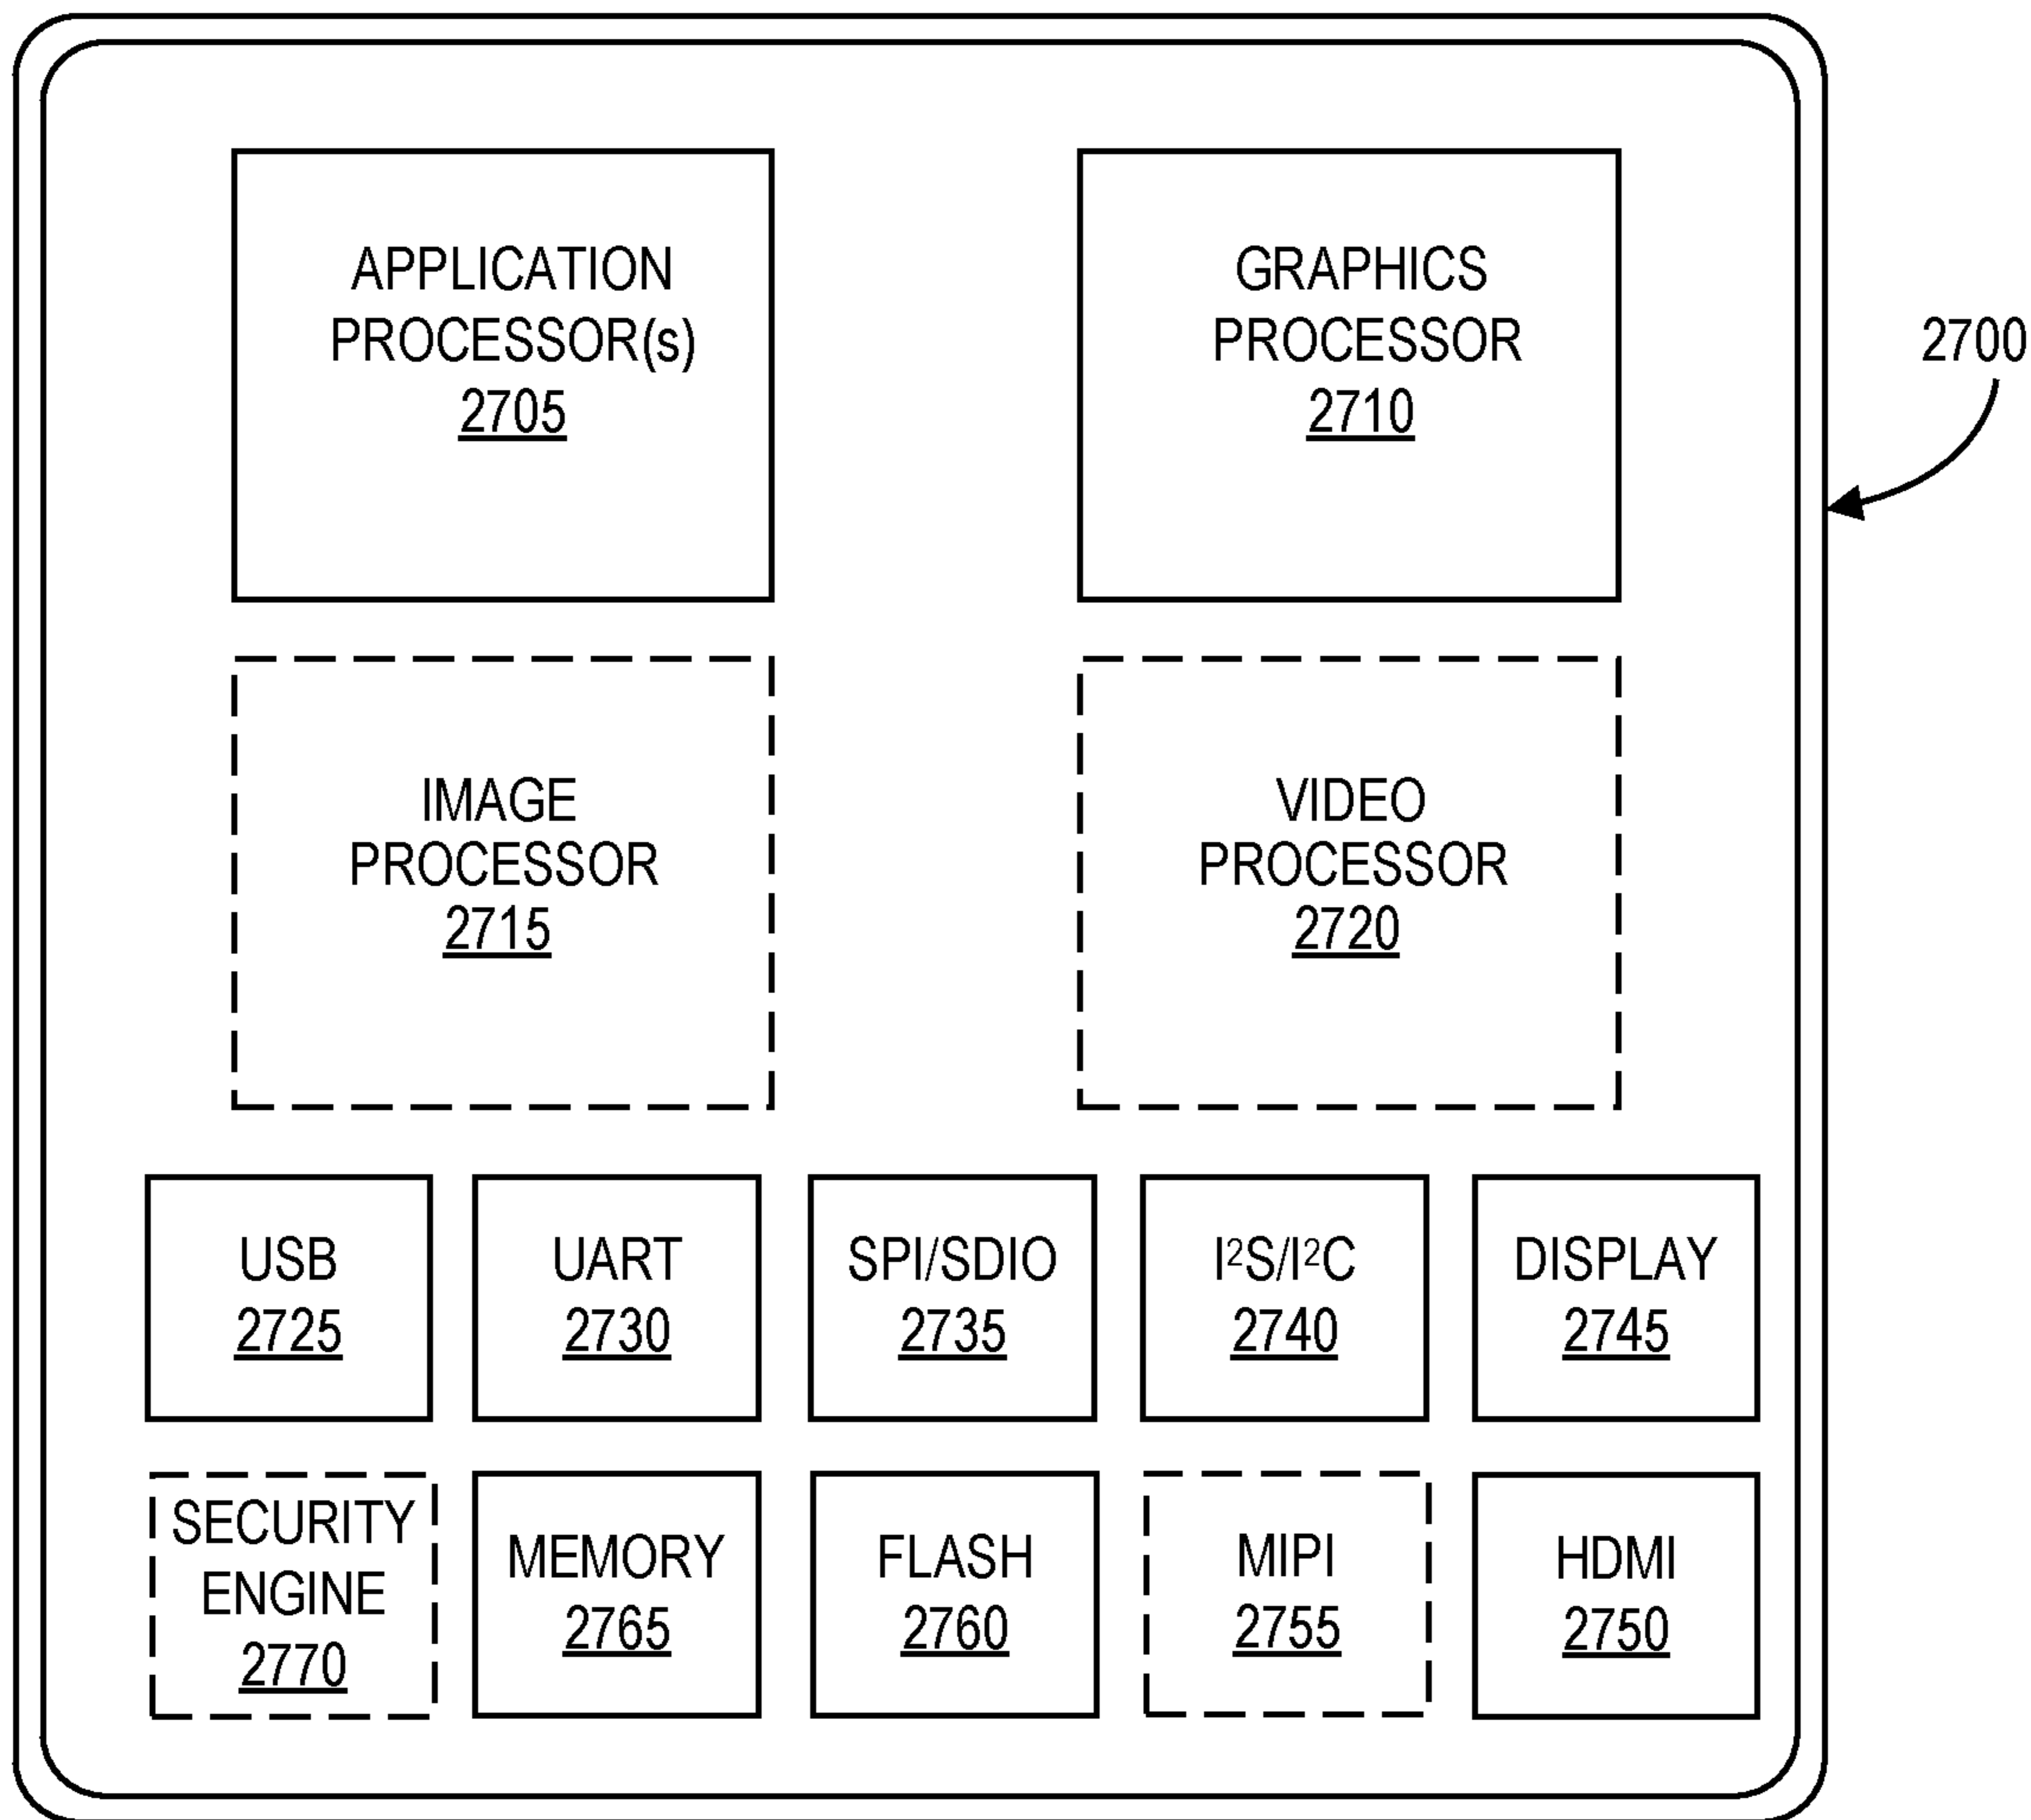 APPLICATION
PROCESSOR(s)
2705
GRAPHICS
PROCESSOR
2710
2700
IMAGE
PROCESSOR
2715
VIDEO
PROCESSOR
2720
USB
2725
UART
2730
SPI/SDIO
2735
I²S/I²C
2740
DISPLAY
2745
SECURITY
ENGINE
2770
MEMORY
2765
FLASH
2760
MIPI
2755
HDMI
2750